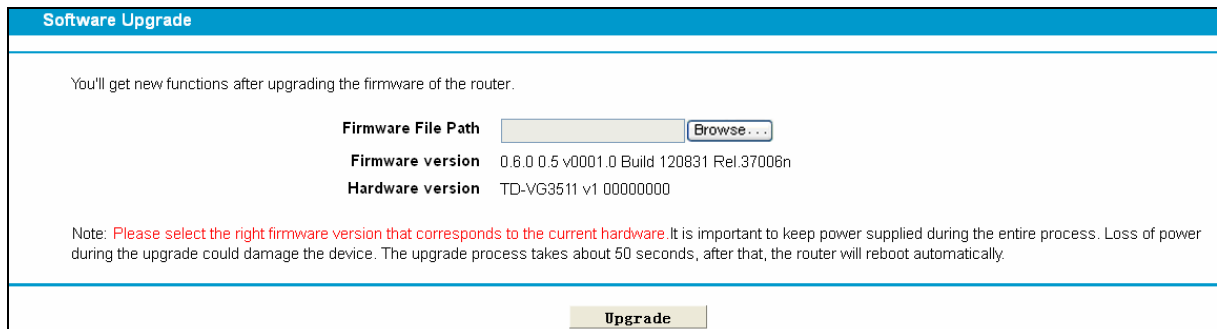 Software Upgrade
You'll get new functions after upgrading the firmware of the router.
Firmware File Path Browse...
Firmware version 0.6.0 0.5 v0001.0 Build 120831 Rel.37006n
Hardware version TD-VG3511 v1 00000000
Note: Please select the right firmware version that corresponds to the current hardware.It is important to keep power supplied during the entire process. Loss of power
during the upgrade could damage the device. The upgrade process takes about 50 seconds, after that, the router will reboot automatically.
Upgrade